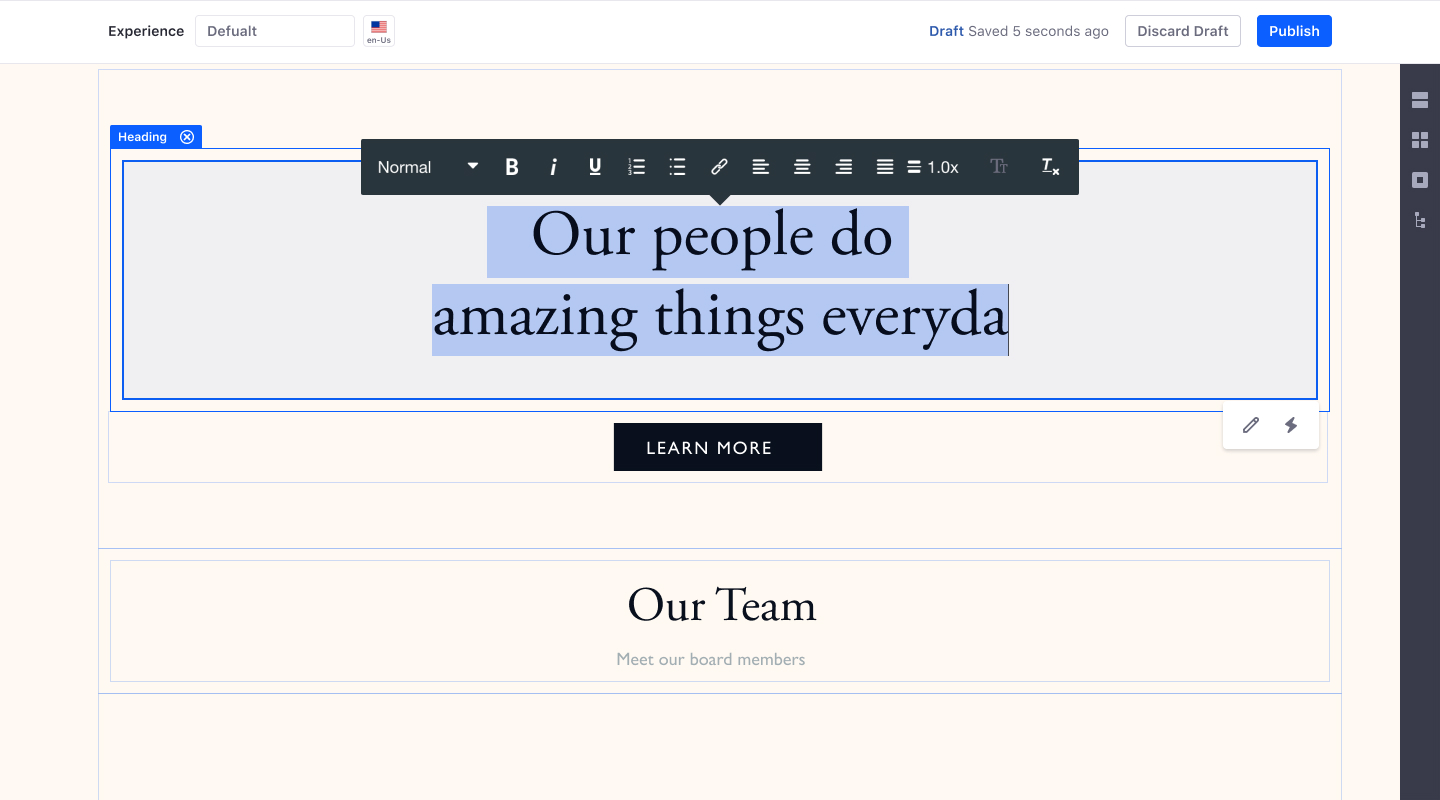 Experience
Defualt
en-Us
Draft Saved 5 seconds ago
Discard Draft
Publish
Heading
Normal
1.0x
Our people do
amazing things everyda
LEARN MORE
Our Team
Meet our board members